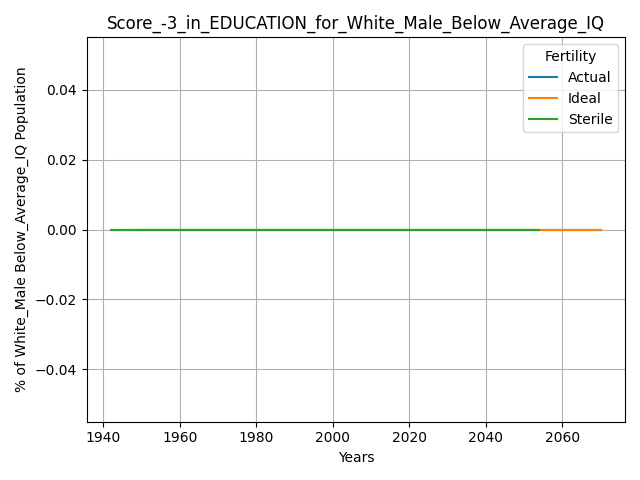 Score_-3_in_EDUCATION_for_White_Male_Below_Average_IQ
Fertility
Actual
Ideal
Sterile
% of White_Male Below_Average_IQ Population
0.04
0.02
0.00
−0.02
−0.04
1940 1960 1980 2000 2020 2040 2060
Years